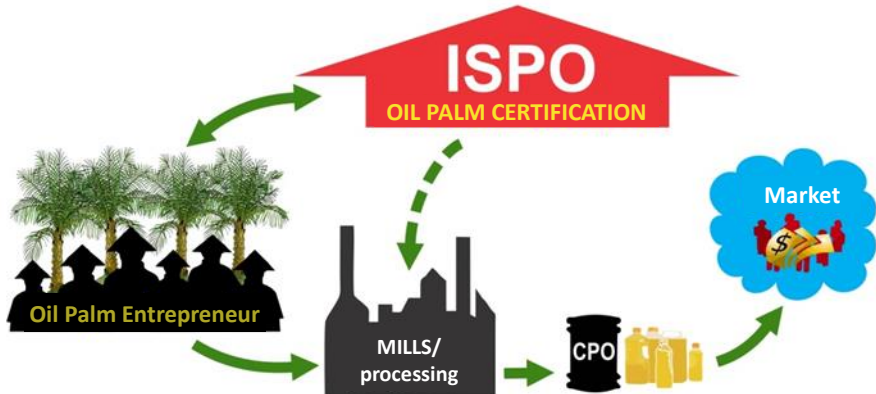 ISPO
OIL PALM CERTIFICATION
Market
$
Oil Palm Entrepreneur
MILLS/
processing
CPO